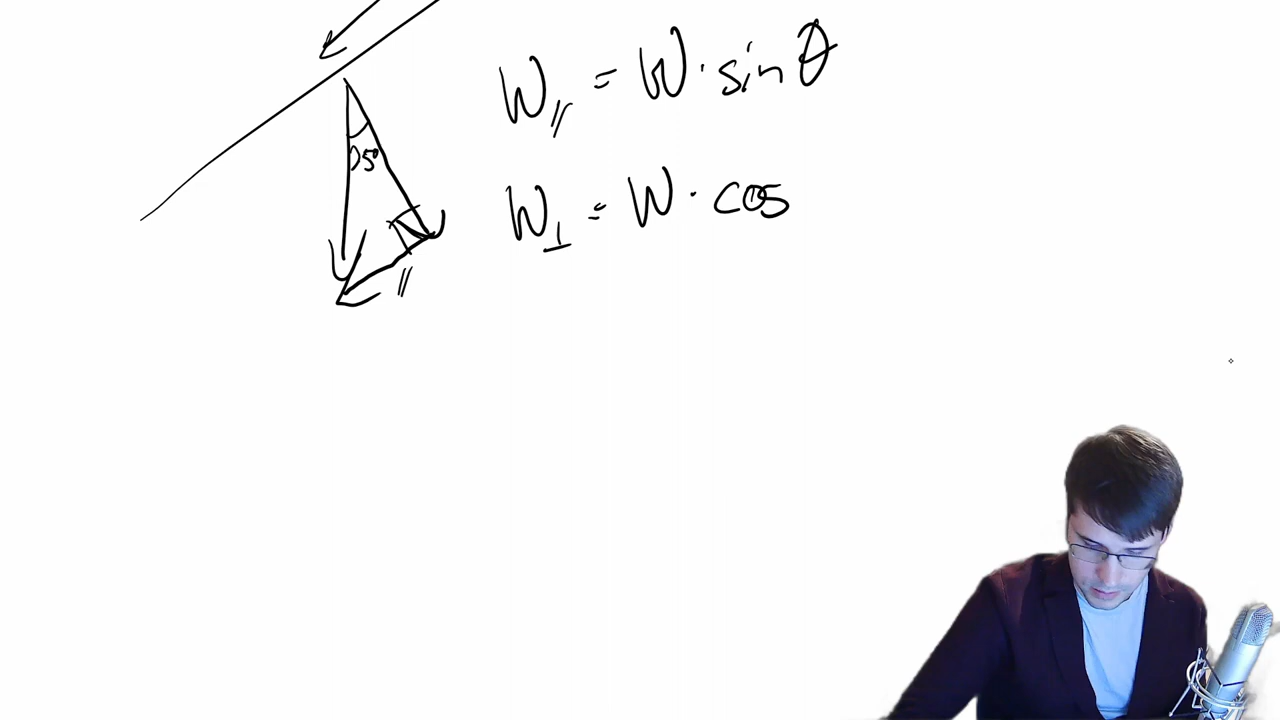 W∥ = W · sin θ
W⊥ = W · cos
∥